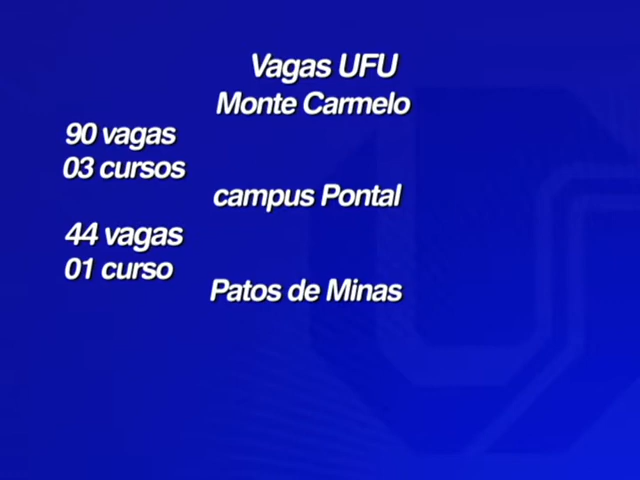 Vagas UFU
Monte Carmelo
90 vagas
03 cursos
campus Pontal
44 vagas
01 curso
Patos de Minas